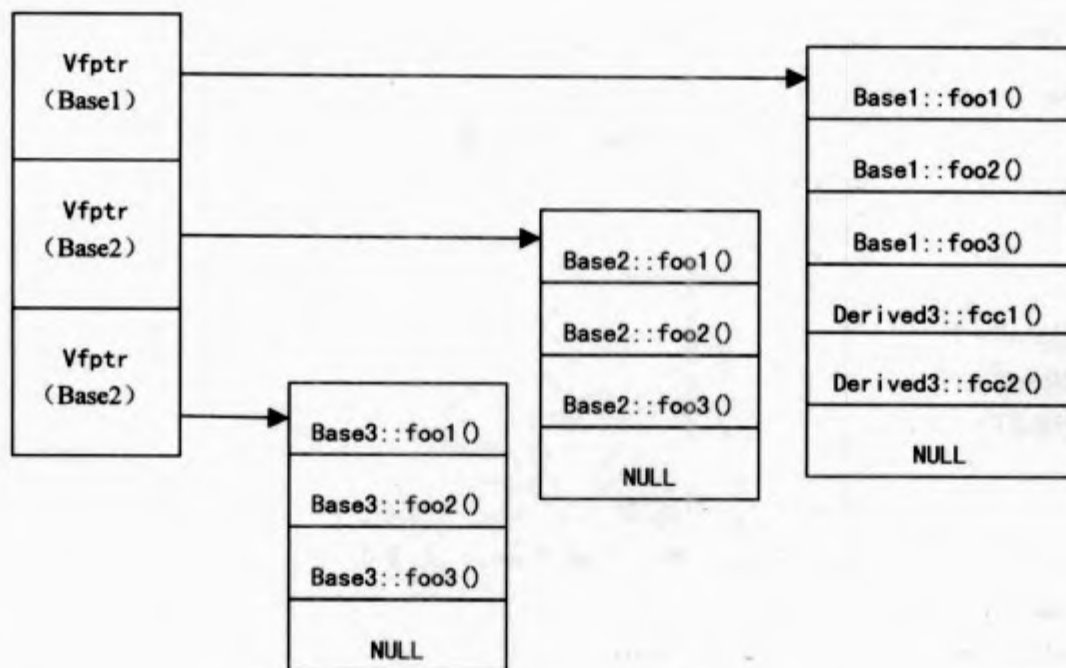 Vfptr
（Base1）
Vfptr
（Base2）
Vfptr
（Base2）
Base1::foo1()
Base1::foo2()
Base1::foo3()
Derived3::fcc1()
Derived3::fcc2()
NULL
Base2::foo1()
Base2::foo2()
Base2::foo3()
NULL
Base3::foo1()
Base3::foo2()
Base3::foo3()
NULL